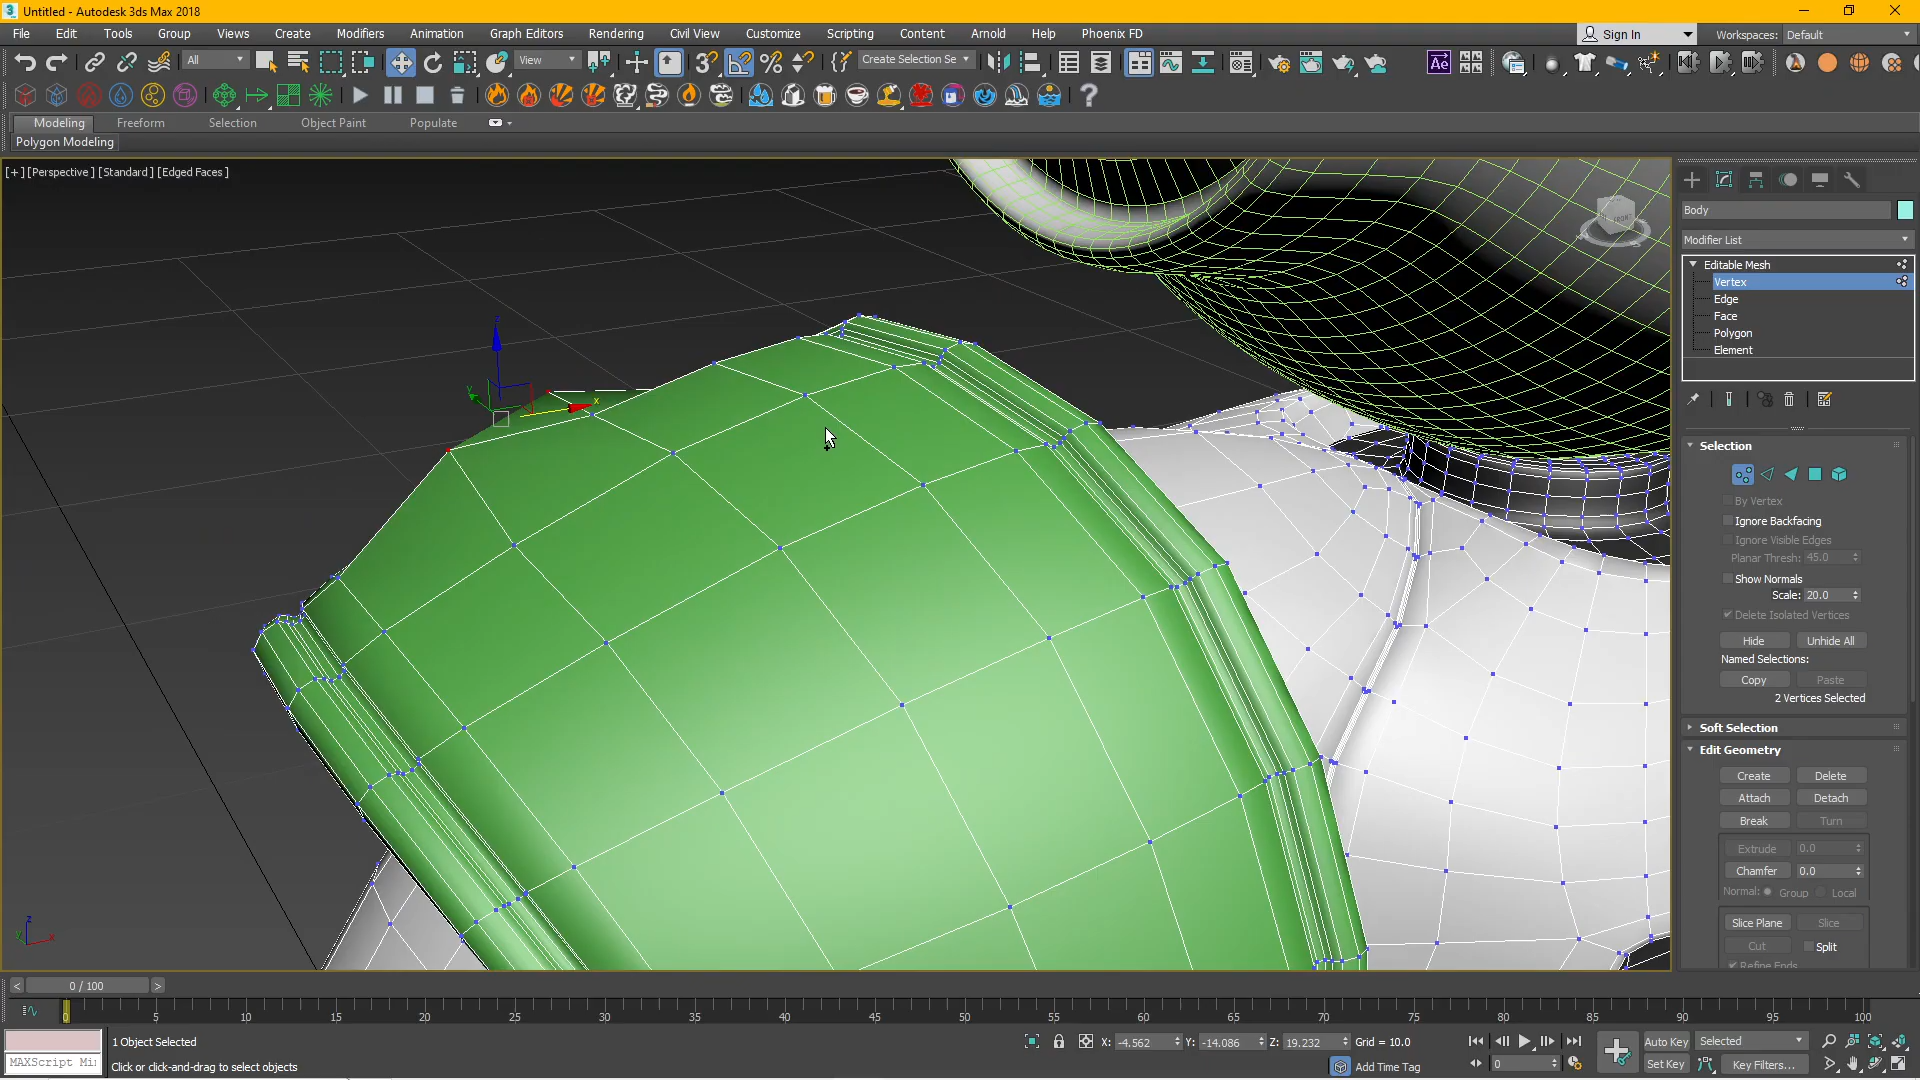 Untitled - Autodesk 3ds Max 2018
File Edit Tools Group Views Create Modifiers Animation Graph Editors Rendering Civil View Customize Scripting Content Arnold Help Phoenix FD Sign In Workspaces: Default
All View Create Selection Se
Modeling Freeform Selection Object Paint Populate
Polygon Modeling
[+] [Perspective ] [Standard ] [Edged Faces ]
FRONT
z
y
x
Body
Modifier List
Editable Mesh
Vertex
Edge
Face
Polygon
Element
Selection
By Vertex
Ignore Backfacing
Ignore Visible Edges
Planar Thresh: 45.0
Show Normals
Scale: 20.0
Delete Isolated Vertices
Hide Unhide All
Named Selections:
Copy Paste
2 Vertices Selected
Soft Selection
Edit Geometry
Create Delete
Attach Detach
Break Turn
Extrude 0.0
Chamfer 0.0
Normal: Group Local
Slice Plane Slice
Cut Split
Refine Ends
z
y x
< 0 / 100 >
0 5 10 15 20 25 30 35 40 45 50 55 60 65 70 75 80 85 90 95 100
1 Object Selected X: -4.562 Y: -14.086 Z: 19.232 Grid = 10.0 Auto Key Selected
MAXScript Mi Click or click-and-drag to select objects Add Time Tag 0 Set Key Key Filters...